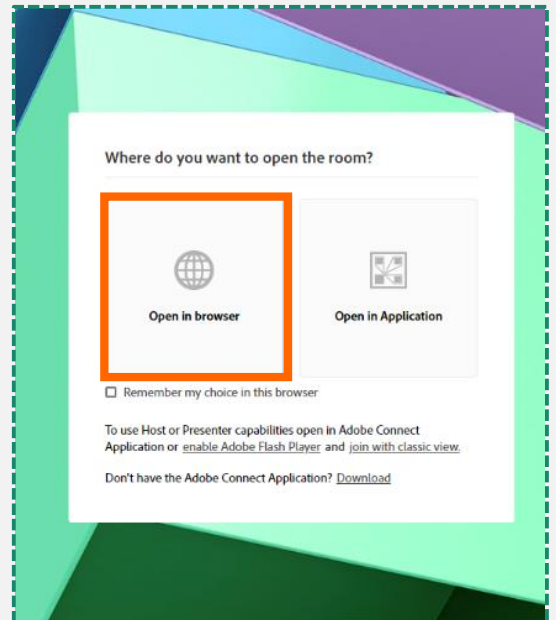 Where do you want to open the room?
Open in browser
Open in Application
Remember my choice in this browser
To use Host or Presenter capabilities open in Adobe Connect
Application or enable Adobe Flash Player and join with classic view.
Don't have the Adobe Connect Application? Download